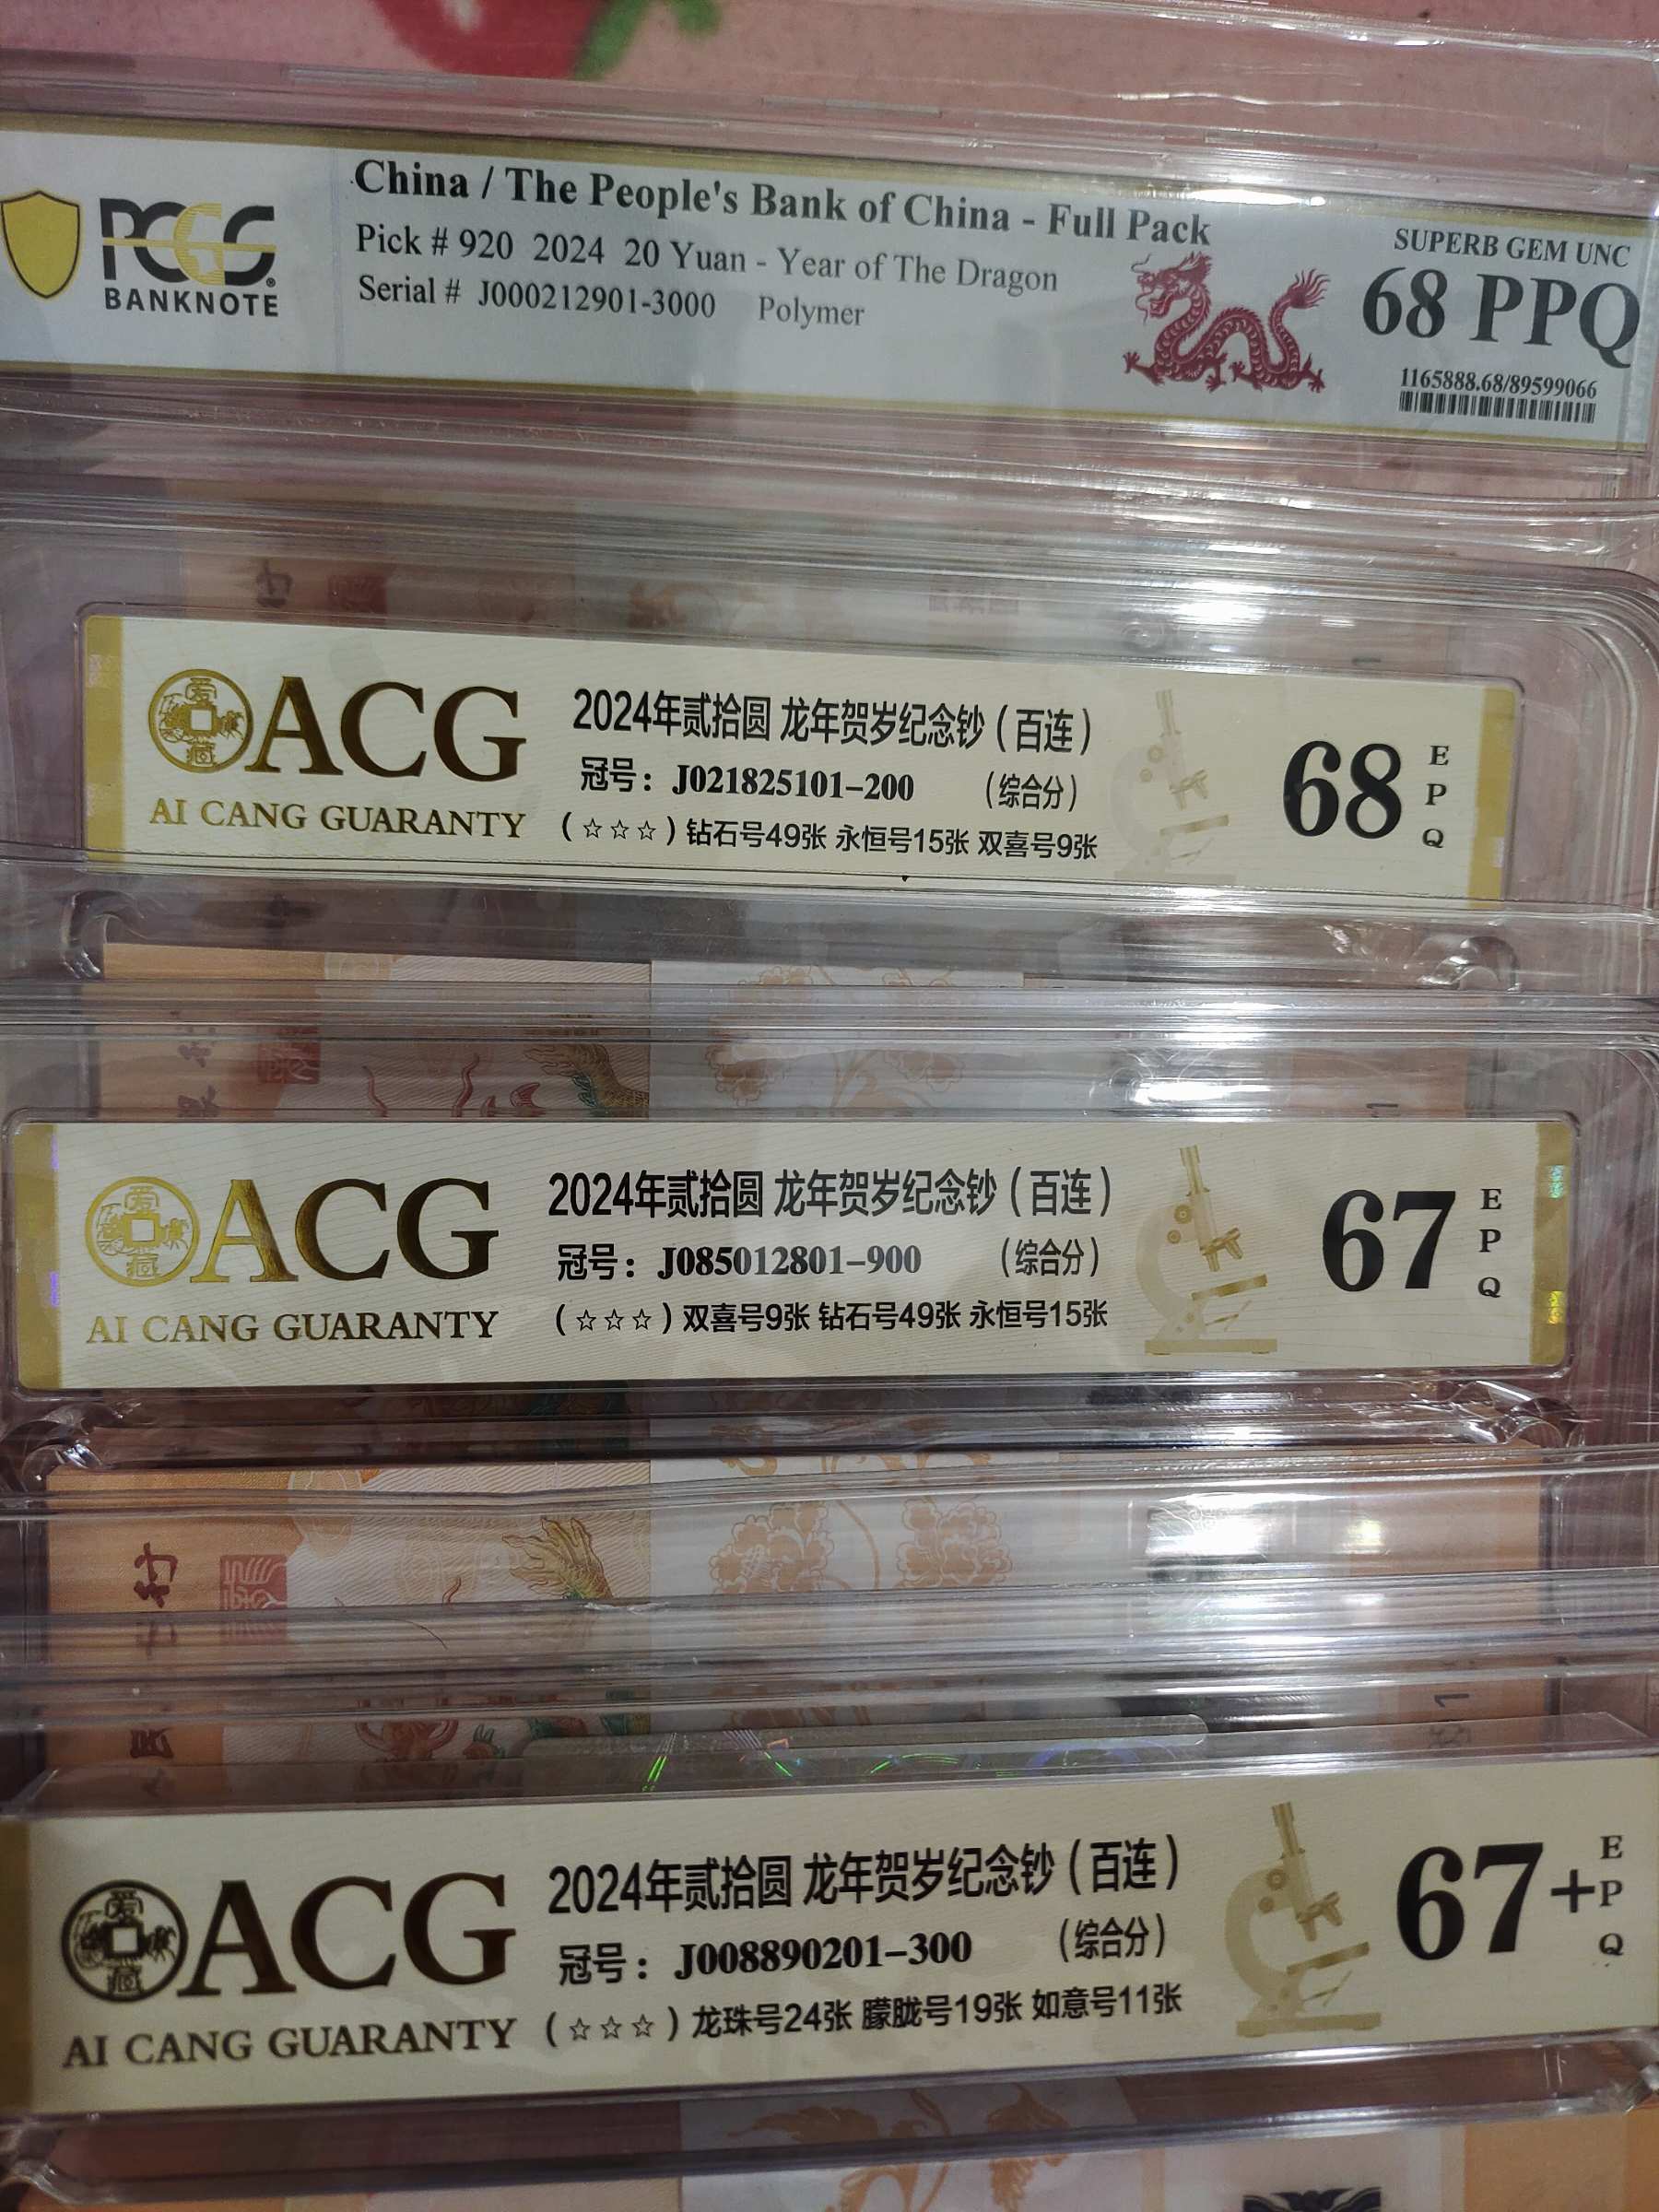 PCGS
BANKNOTE
China / The People's Bank of China - Full Pack
Pick # 920 2024 20 Yuan - Year of The Dragon
Serial # J000212901-3000 Polymer
SUPERB GEM UNC
68 PPQ
1165888.68/89599066
ACG
AI CANG GUARANTY
2024年贰拾圆 龙年贺岁纪念钞（百连）
冠号：J021825101-200 （综合分）
（☆☆☆）钻石号49张 永恒号15张 双喜号9张
68
EPQ
ACG
AI CANG GUARANTY
2024年贰拾圆 龙年贺岁纪念钞（百连）
冠号：J085012801-900 （综合分）
（☆☆☆）双喜号9张 钻石号49张 永恒号15张
67
EPQ
ACG
AI CANG GUARANTY
2024年贰拾圆 龙年贺岁纪念钞（百连）
冠号：J008890201-300 （综合分）
（☆☆☆）龙珠号24张 朦胧号19张 如意号11张
67+
EPQ